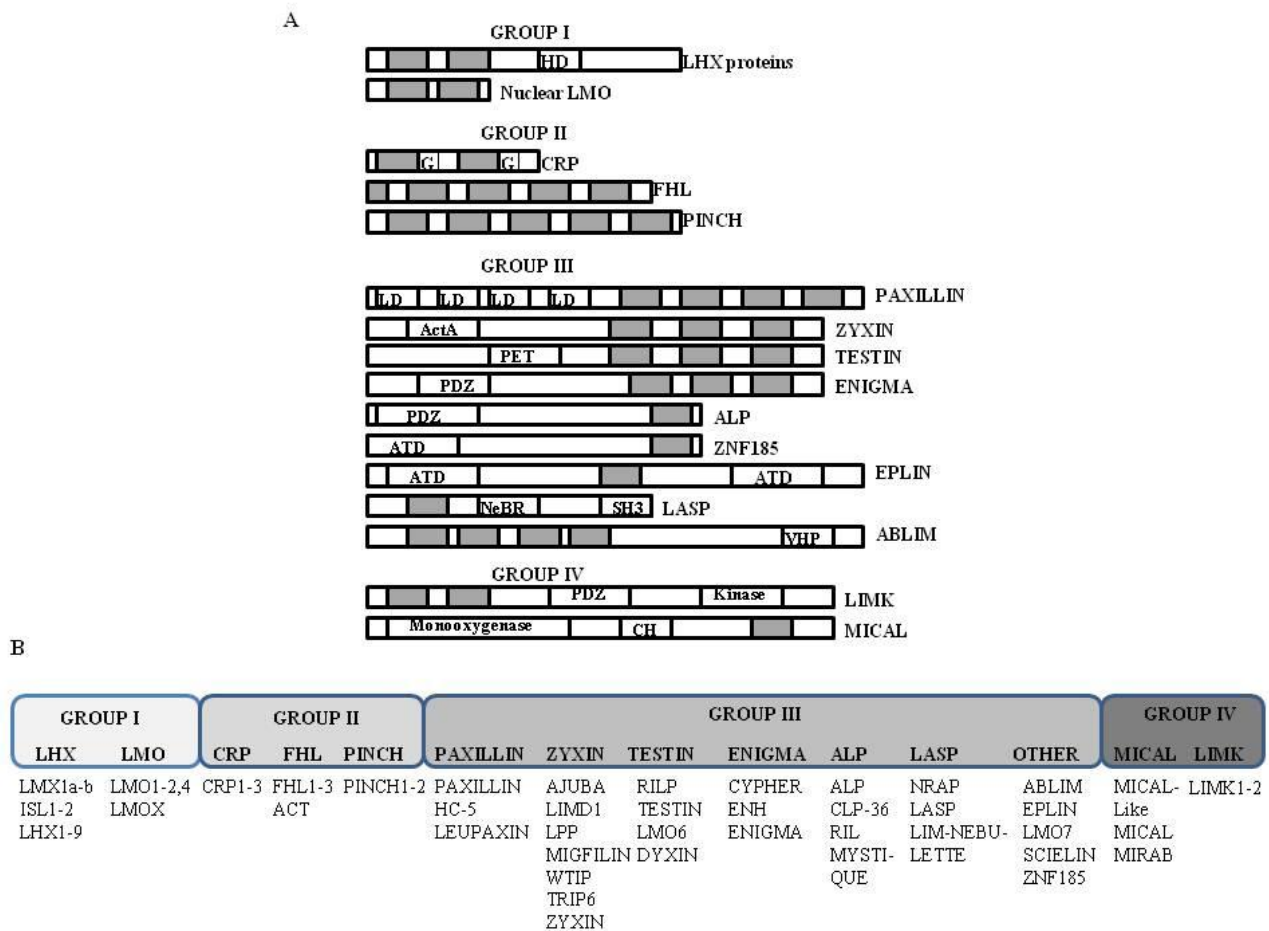 A
GROUP I
HD LHX proteins
Nuclear LMO
GROUP II
G G CRP
FHL
PINCH
GROUP III
LD LD LD LD PAXILLIN
ActA ZYXIN
PET TESTIN
PDZ ENIGMA
PDZ ALP
ATD ZNF185
ATD ATD EPLIN
NeBR SH3 LASP
VHP ABLIM
GROUP IV
PDZ Kinase LIMK
Monooxygenase CH MICAL
B
GROUP I GROUP II GROUP III GROUP IV
LHX LMO CRP FHL PINCH PAXILLIN ZYXIN TESTIN ENIGMA ALP LASP OTHER MICAL LIMK
LMX1a-b LMO1-2,4 CRP1-3 FHL1-3 PINCH1-2 PAXILLIN AJUBA RILP CYPHER ALP NRAP ABLIM MICAL- LIMK1-2
ISL1-2 LMOX ACT HC-5 LIMD1 TESTIN ENH CLP-36 LASP EPLIN Like
LHX1-9 LEUPAXIN LPP LMO6 ENIGMA RIL LIM-NEBU- LMO7 MICAL
MIGFILIN DYXIN MYSTI- LETTE SCIELIN MIRAB
WTIP QUE ZNF185
TRIP6
ZYXIN